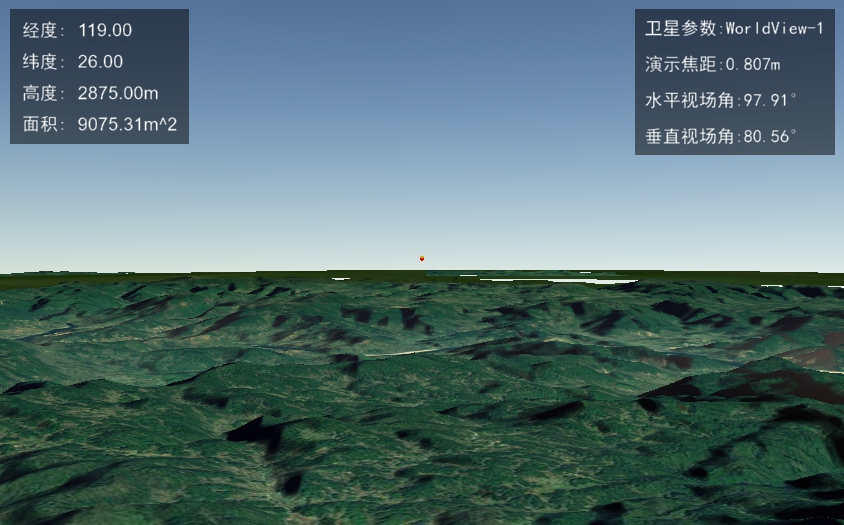 经度: 119.00
纬度: 26.00
高度: 2875.00m
面积: 9075.31m^2
卫星参数:WorldView-1
演示焦距:0.807m
水平视场角:97.91°
垂直视场角:80.56°